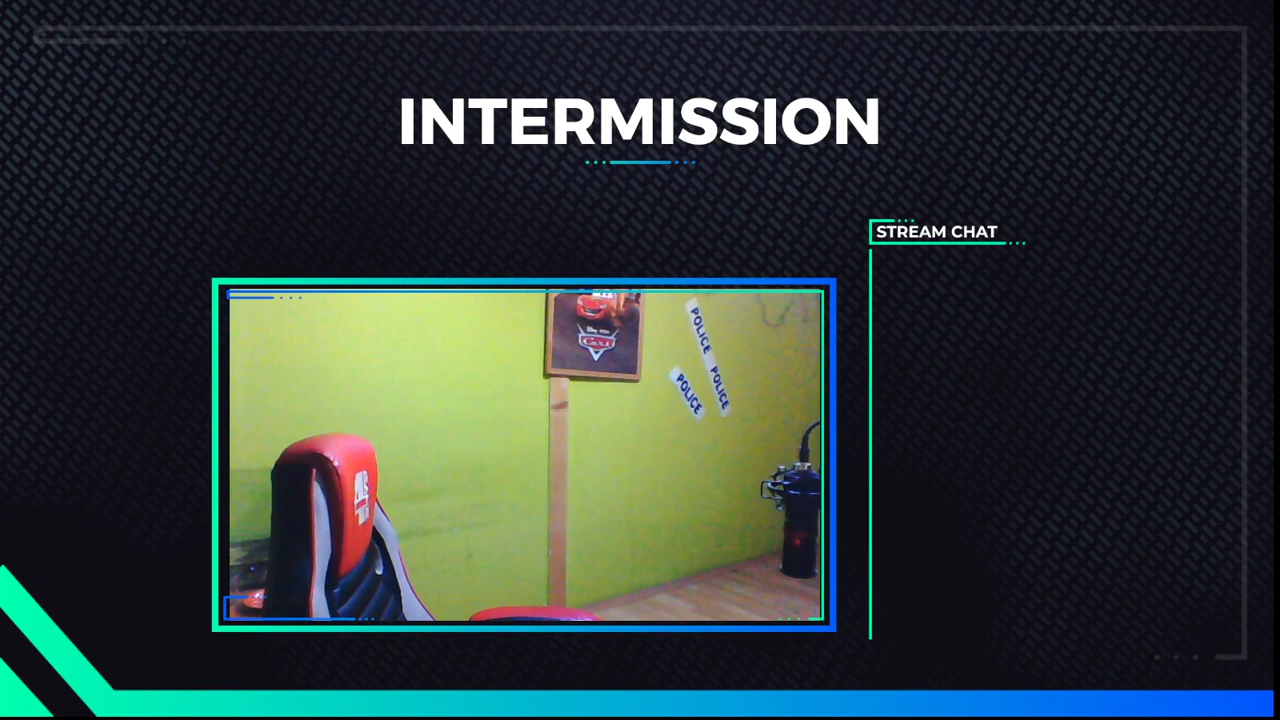 INTERMISSION
STREAM CHAT
Cars
POLICE
POLICE
POLICE